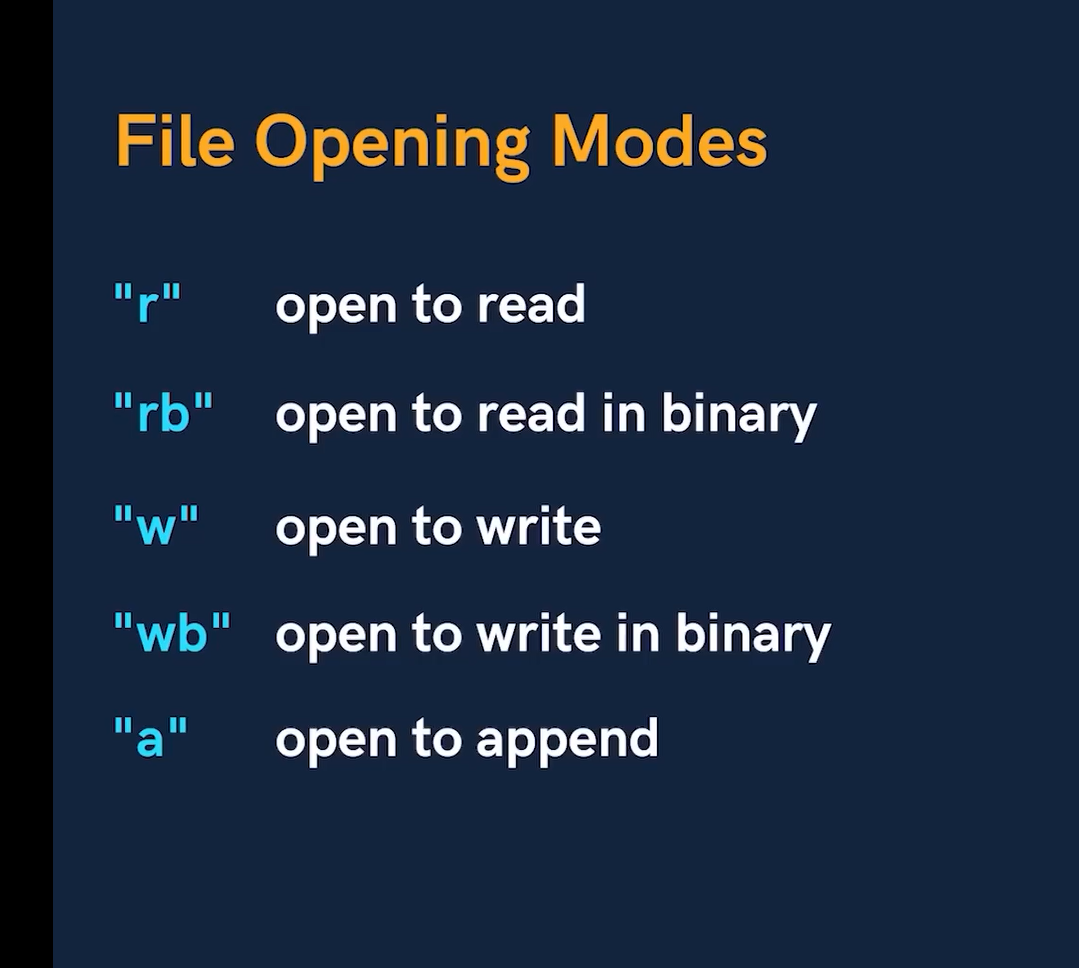 File Opening Modes
"r" open to read
"rb" open to read in binary
"w" open to write
"wb" open to write in binary
"a" open to append